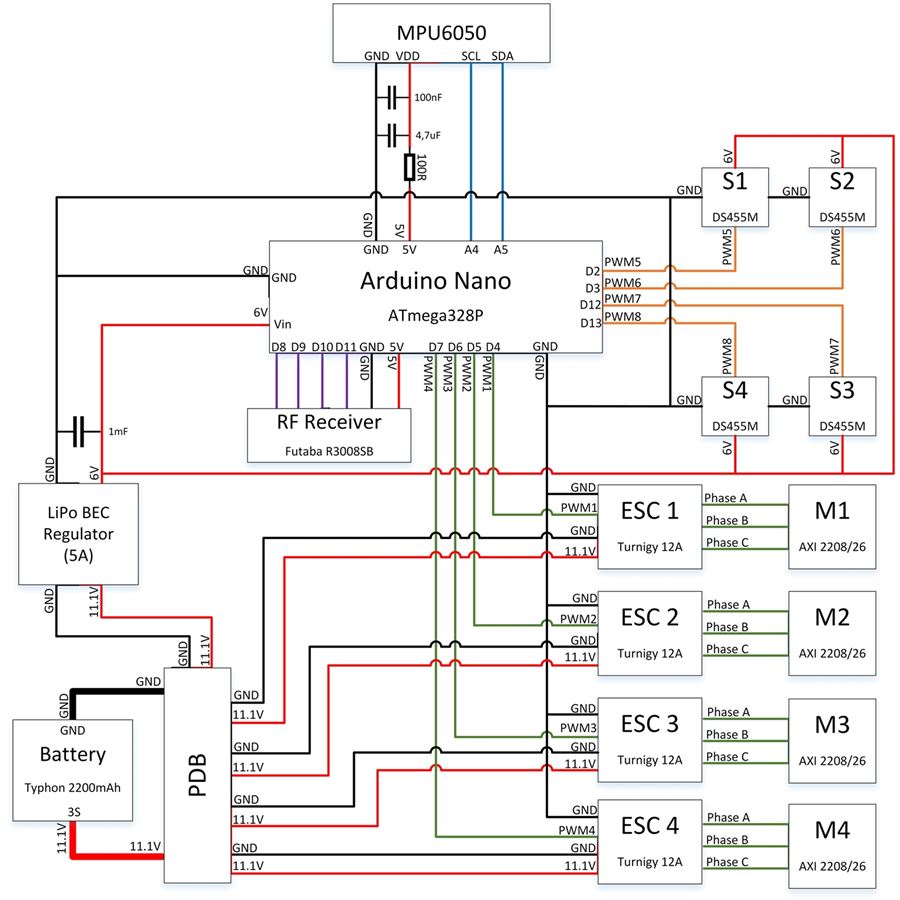 MPU6050
GND VDD SCL SDA
100nF
4,7uF
100R
6V
6V
S1
S2
GND
GND
DS455M
DS455M
GND
5V
PWM5
PWM6
GND 5V A4 A5
GND
GND
Arduino Nano
ATmega328P
D2
PWM5
D3
PWM6
D12
PWM7
D13
PWM8
6V
Vin
D8 D9 D10 D11 GND 5V D7 D6 D5 D4 GND
GND
5V
PWM4
PWM3
PWM2
PWM1
GND
PWM8
PWM7
S4
S3
GND
GND
DS455M
DS455M
6V
6V
RF Receiver
Futaba R3008SB
1mF
GND
6V
LiPo BEC
Regulator
(5A)
GND
11.1V
GND
11.1V
GND
PWM1
GND
11.1V
ESC 1
Turnigy 12A
Phase A
Phase B
Phase C
M1
AXI 2208/26
GND
PWM2
GND
11.1V
ESC 2
Turnigy 12A
Phase A
Phase B
Phase C
M2
AXI 2208/26
GND
GND
GND
Battery
Typhon 2200mAh
3S
11.1V
11.1V
PDB
GND
11.1V
GND
11.1V
GND
11.1V
GND
11.1V
GND
PWM3
GND
11.1V
ESC 3
Turnigy 12A
Phase A
Phase B
Phase C
M3
AXI 2208/26
GND
PWM4
GND
11.1V
ESC 4
Turnigy 12A
Phase A
Phase B
Phase C
M4
AXI 2208/26